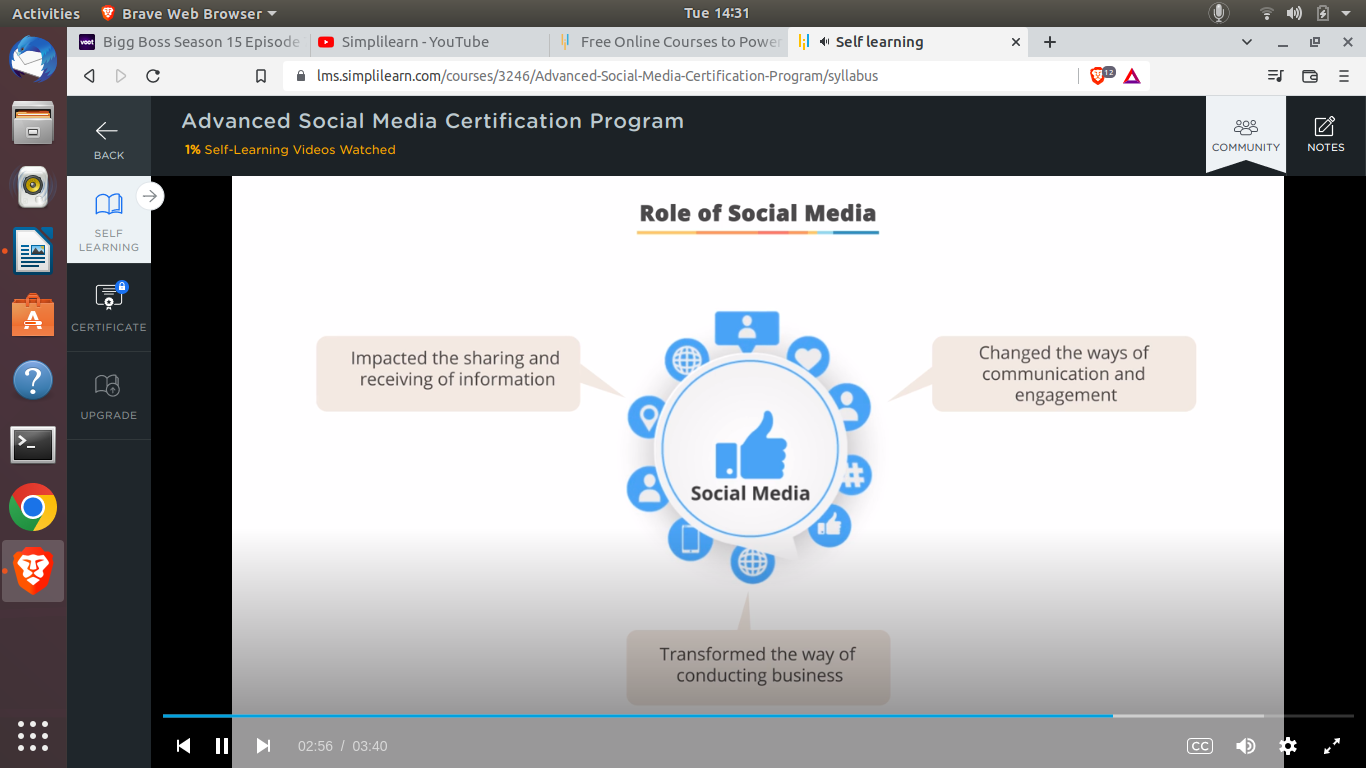 Activities
Brave Web Browser
Tue 14:31
voot
Bigg Boss Season 15 Episode
Simplilearn - YouTube
Free Online Courses to Power
Self learning
lms.simplilearn.com/courses/3246/Advanced-Social-Media-Certification-Program/syllabus
12
BACK
Advanced Social Media Certification Program
1% Self-Learning Videos Watched
COMMUNITY
NOTES
SELF
LEARNING
CERTIFICATE
UPGRADE
Role of Social Media
Impacted the sharing and
receiving of information
Changed the ways of
communication and
engagement
#
Social Media
Transformed the way of
conducting business
02:56 / 03:40
CC